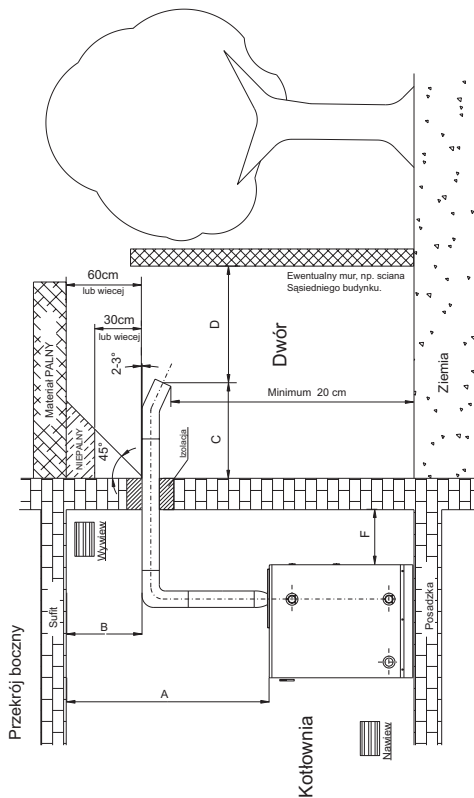 Przekrój boczny
Sufit
Wywiew
B
A
Kotłownia
Nawiew
Posadzka
F
Izolacja
45°
NIEPALNY
Materiał PALNY
2-3°
30cm
lub wiecej
60cm
lub wiecej
C
D
Minimum 20 cm
Dwór
Ewentualny mur, np. sciana
Sąsiedniego budynku.
Ziemia